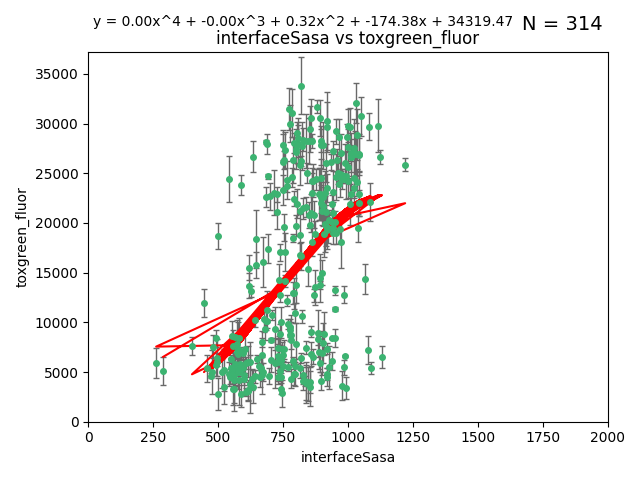 y = 0.00x^4 + -0.00x^3 + 0.32x^2 + -174.38x + 34319.47 N = 314
interfaceSasa vs toxgreen_fluor
35000
30000
25000
20000
15000
10000
5000
0
toxgreen_fluor
0 250 500 750 1000 1250 1500 1750 2000
interfaceSasa